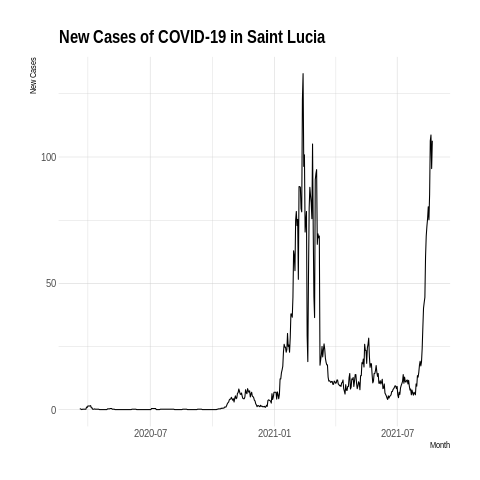 New Cases of COVID-19 in Saint Lucia
New Cases
100
50
0
2020-07
2021-01
2021-07
Month